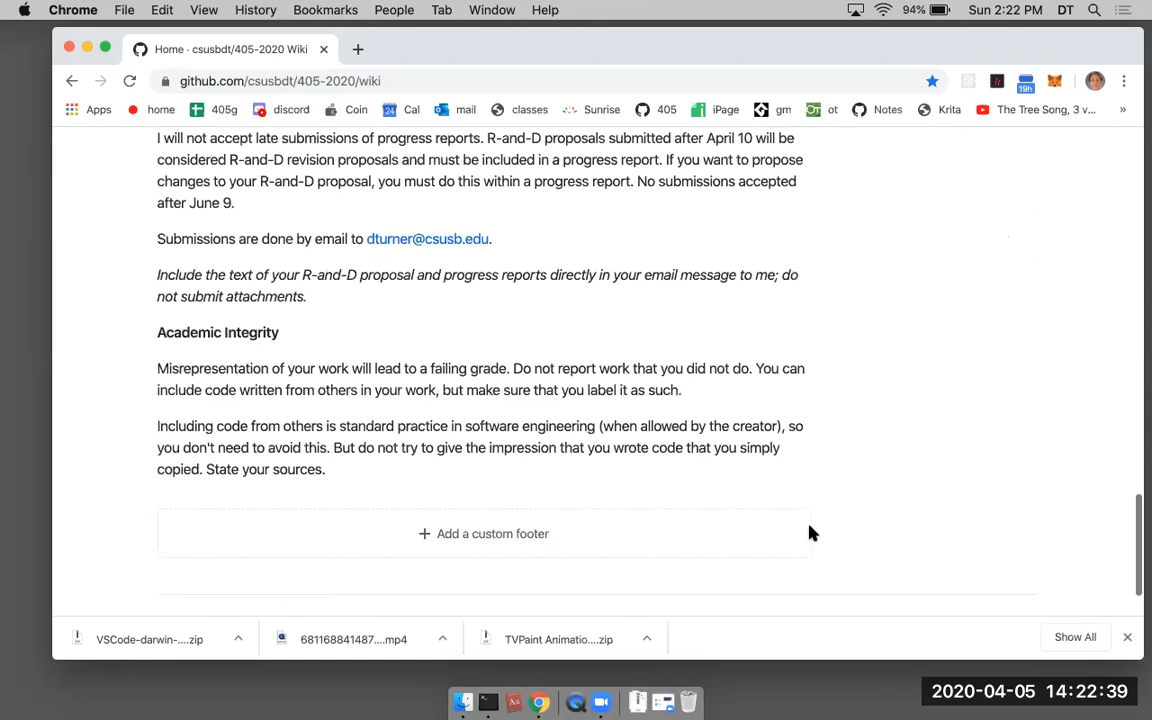 Chrome File Edit View History Bookmarks People Tab Window Help 94% Sun 2:22 PM DT
Home · csusbdt/405-2020 Wiki
github.com/csusbdt/405-2020/wiki
19h
Apps home 405g discord Coin 24 Cal mail classes Sunrise 405 iPage gm ot Notes Krita The Tree Song, 3 v... »
I will not accept late submissions of progress reports. R-and-D proposals submitted after April 10 will be
considered R-and-D revision proposals and must be included in a progress report. If you want to propose
changes to your R-and-D proposal, you must do this within a progress report. No submissions accepted
after June 9.
Submissions are done by email to dturner@csusb.edu.
Include the text of your R-and-D proposal and progress reports directly in your email message to me; do
not submit attachments.
Academic Integrity
Misrepresentation of your work will lead to a failing grade. Do not report work that you did not do. You can
include code written from others in your work, but make sure that you label it as such.
Including code from others is standard practice in software engineering (when allowed by the creator), so
you don't need to avoid this. But do not try to give the impression that you wrote code that you simply
copied. State your sources.
+ Add a custom footer
VSCode-darwin-....zip 681168841487....mp4 TVPaint Animatio....zip Show All
2020-04-05 14:22:39